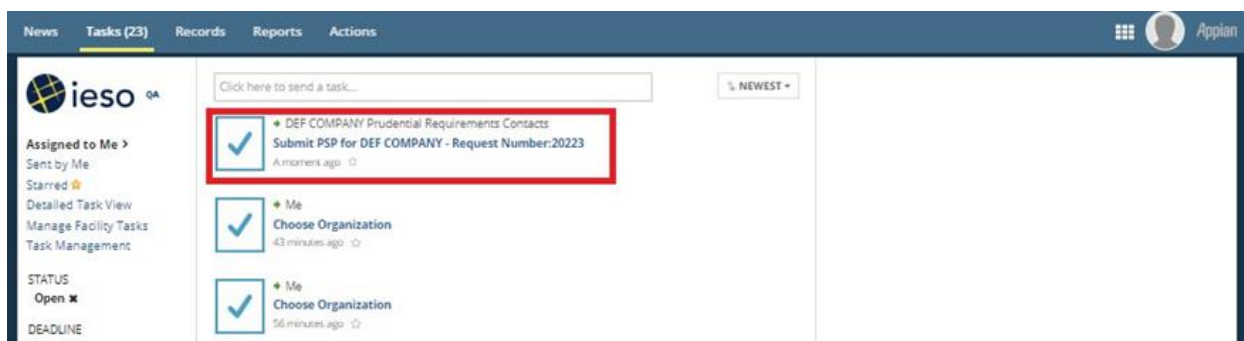 News Tasks (23) Records Reports Actions Appian
ieso QA
Assigned to Me >
Sent by Me
Starred
Detailed Task View
Manage Facility Tasks
Task Management
STATUS
Open ✖
DEADLINE
Click here to send a task... NEWEST
DEF COMPANY Prudential Requirements Contacts
Submit PSP for DEF COMPANY - Request Number:20223
A moment ago
Me
Choose Organization
43 minutes ago
Me
Choose Organization
56 minutes ago